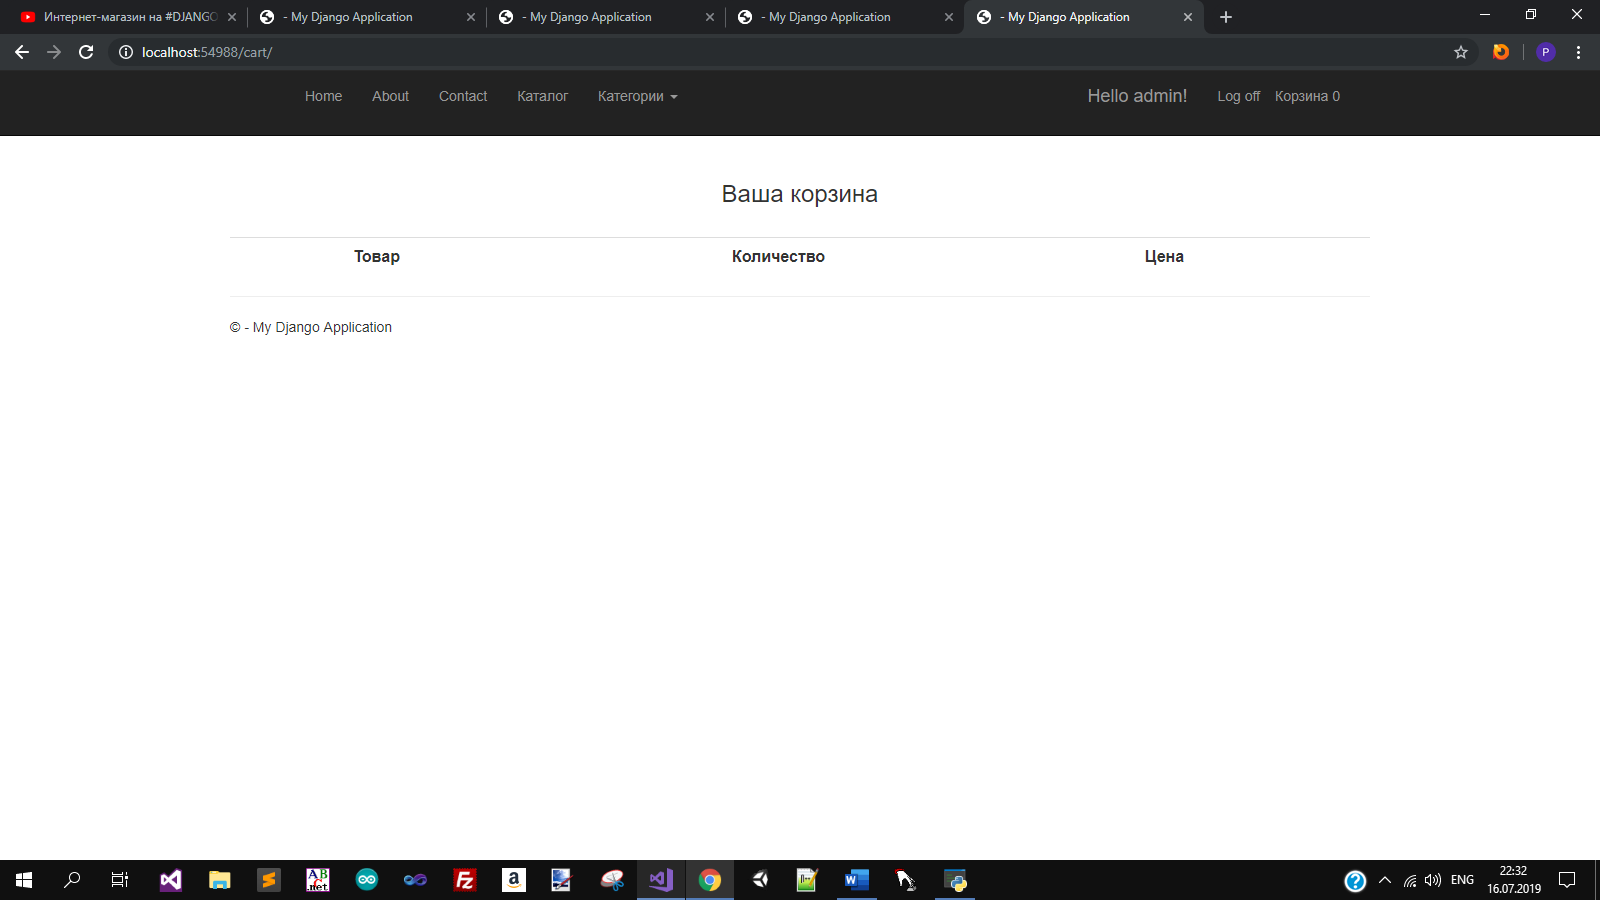 Интернет-магазин на #DJANGO
- My Django Application
- My Django Application
- My Django Application
- My Django Application
localhost:54988/cart/
P
Home About Contact Каталог Категории
Hello admin! Log off Корзина 0
Ваша корзина
Товар Количество Цена
© - My Django Application
ENG
22:32
16.07.2019